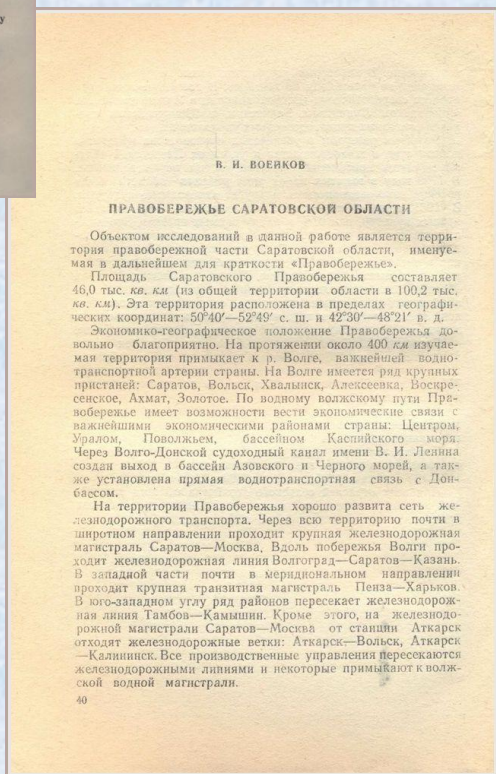 у
В. И. ВОЕЙКОВ
ПРАВОБЕРЕЖЬЕ САРАТОВСКОЙ ОБЛАСТИ
Объектом исследований в данной работе является терри-
тория правобережной части Саратовской области, именуе-
мая в дальнейшем для краткости «Правобережье».
Площадь Саратовского Правобережья составляет
46,0 тыс. кв. км (из общей территории области в 100,2 тыс.
кв. км). Эта территория расположена в пределах географи-
ческих координат: 50°40′—52°49′ с. ш. и 42°30′—48°21′ в. д.
Экономико-географическое положение Правобережья до-
вольно благоприятно. На протяжении около 400 км изучае-
мая территория примыкает к р. Волге, важнейшей водно-
транспортной артерии страны. На Волге имеется ряд крупных
пристаней: Саратов, Вольск, Хвалынск, Алексеевка, Воскре-
сенское, Ахмат, Золотое. По водному волжскому пути Пра-
вобережье имеет возможности вести экономические связи с
важнейшими экономическими районами страны: Центром,
Уралом, Поволжьем, бассейном Каспийского моря.
Через Волго-Донской судоходный канал имени В. И. Ленина
создан выход в бассейн Азовского и Черного морей, а так-
же установлена прямая воднотранспортная связь с Дон-
баесом.
На территории Правобережья хорошо развита сеть же-
лезнодорожного транспорта. Через всю территорию почти в
широтном направлении проходит крупная железнодорожная
магистраль Саратов—Москва. Вдоль побережья Волги про-
ходит железнодорожная линия Волгоград—Саратов—Казань.
В западной части почти в меридиональном направлении
проходит крупная транзитная магистраль Пенза—Харьков.
В юго-западном углу ряд районов пересекает железнодорож-
ная линия Тамбов—Камышин. Кроме этого, на железнодо-
рожной магистрали Саратов—Москва от станции Аткарск
отходят железнодорожные ветки: Аткарск—Вольск, Аткарск
—Калининск. Все производственные управления пересекаются
железнодорожными линиями и некоторые примыкают к волж-
ской водной магистрали.
40